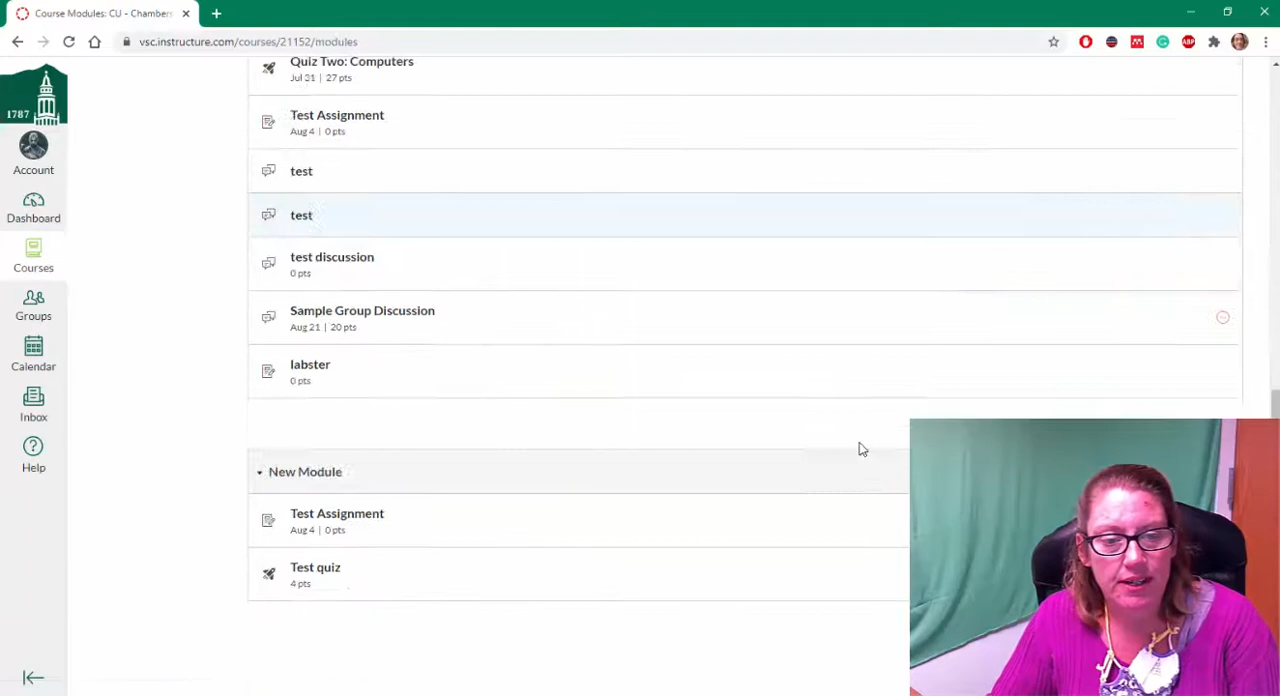 Course Modules: CU - Chambers
vsc.instructure.com/courses/21152/modules
ABP
1787
Account
Dashboard
Courses
Groups
Calendar
Inbox
Help
Quiz Two: Computers
Jul 31 | 27 pts
Test Assignment
Aug 4 | 0 pts
test
test
test discussion
0 pts
Sample Group Discussion
Aug 21 | 20 pts
labster
0 pts
New Module
Test Assignment
Aug 4 | 0 pts
Test quiz
4 pts